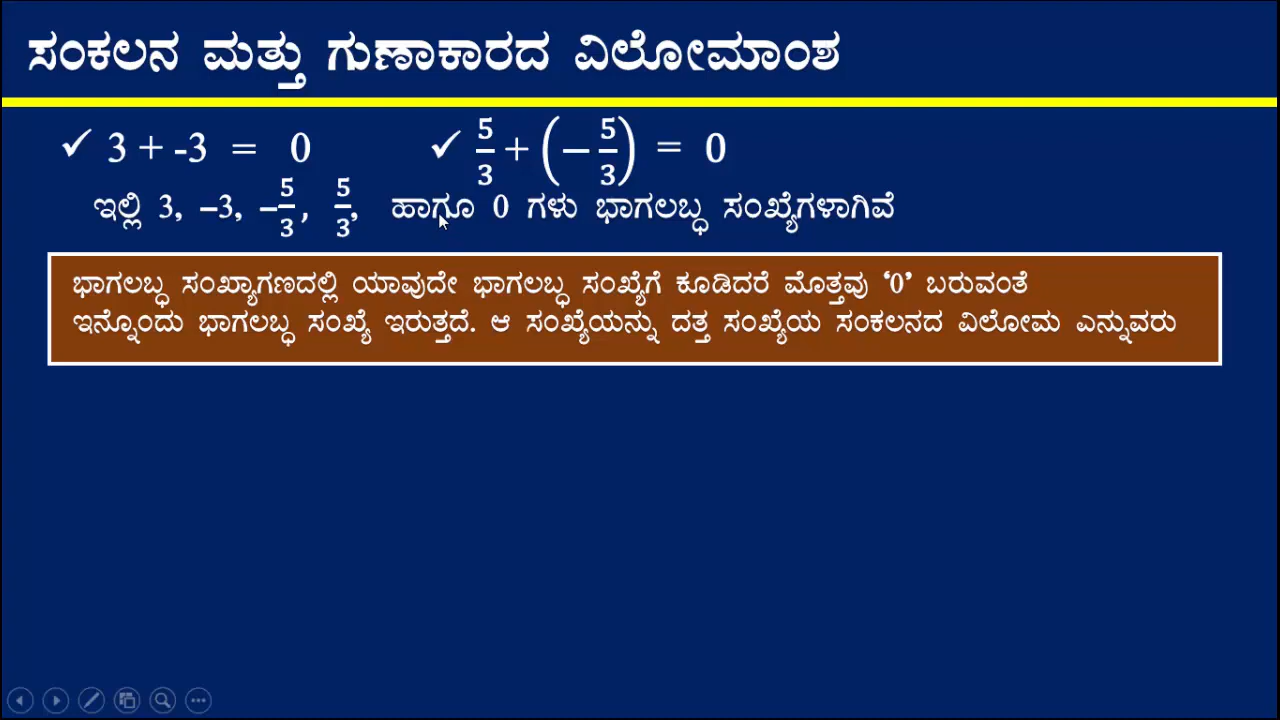 ಸಂಕಲನ ಮತ್ತು ಗುಣಾಕಾರದ ವಿಲೋಮಾಂಶ
✓ 3 + -3 = 0 ✓ 5/3 + (− 5/3) = 0
ಇಲ್ಲಿ 3, −3, −5/3, 5/3, ಹಾಗೂ 0 ಗಳು ಭಾಗಲಬ್ಧ ಸಂಖ್ಯೆಗಳಾಗಿವೆ
ಭಾಗಲಬ್ಧ ಸಂಖ್ಯಾಗಣದಲ್ಲಿ ಯಾವುದೇ ಭಾಗಲಬ್ಧ ಸಂಖ್ಯೆಗೆ ಕೂಡಿದರೆ ಮೊತ್ತವು ‘0’ ಬರುವಂತೆ
ಇನ್ನೊಂದು ಭಾಗಲಬ್ಧ ಸಂಖ್ಯೆ ಇರುತ್ತದೆ. ಆ ಸಂಖ್ಯೆಯನ್ನು ದತ್ತ ಸಂಖ್ಯೆಯ ಸಂಕಲನದ ವಿಲೋಮ ಎನ್ನುವರು